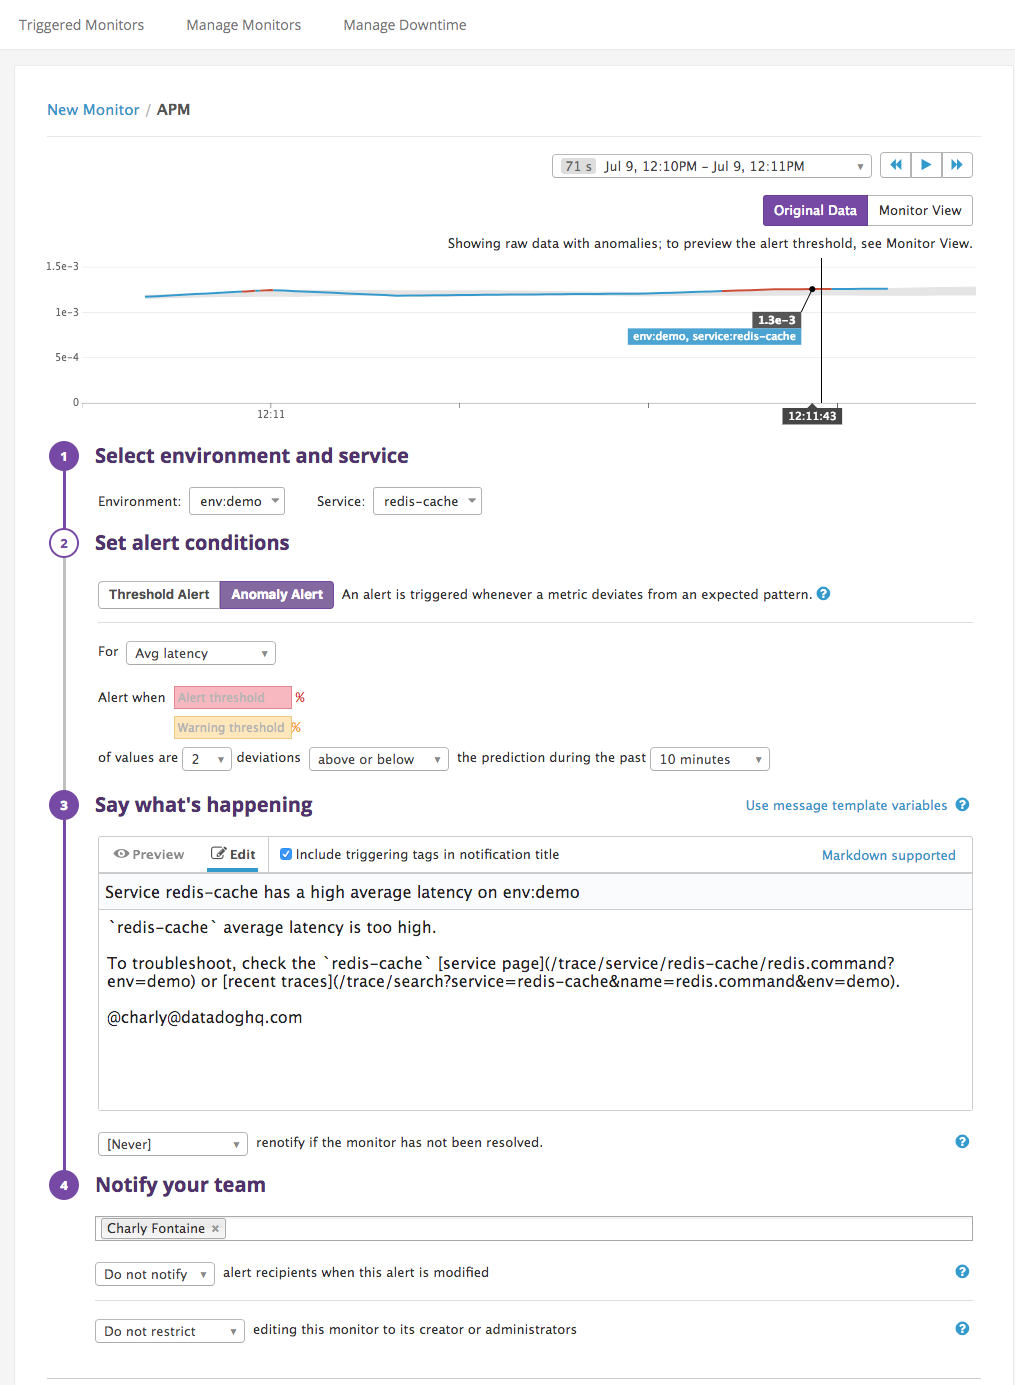 Triggered Monitors Manage Monitors Manage Downtime
New Monitor / APM
71 s Jul 9, 12:10PM – Jul 9, 12:11PM
Original Data Monitor View
Showing raw data with anomalies; to preview the alert threshold, see Monitor View.
1.5e-3
1e-3
1.3e-3
env:demo, service:redis-cache
5e-4
0
12:11 12:11:43
1 Select environment and service
Environment: env:demo Service: redis-cache
2 Set alert conditions
Threshold Alert Anomaly Alert An alert is triggered whenever a metric deviates from an expected pattern. ?
For Avg latency
Alert when Alert threshold %
Warning threshold %
of values are 2 deviations above or below the prediction during the past 10 minutes
3 Say what's happening Use message template variables ?
Preview Edit Include triggering tags in notification title Markdown supported
Service redis-cache has a high average latency on env:demo
`redis-cache` average latency is too high.
To troubleshoot, check the `redis-cache` [service page](/trace/service/redis-cache/redis.command?
env=demo) or [recent traces](/trace/search?service=redis-cache&name=redis.command&env=demo).
@charly@datadoghq.com
[Never] renotify if the monitor has not been resolved. ?
4 Notify your team
Charly Fontaine ×
Do not notify alert recipients when this alert is modified ?
Do not restrict editing this monitor to its creator or administrators ?